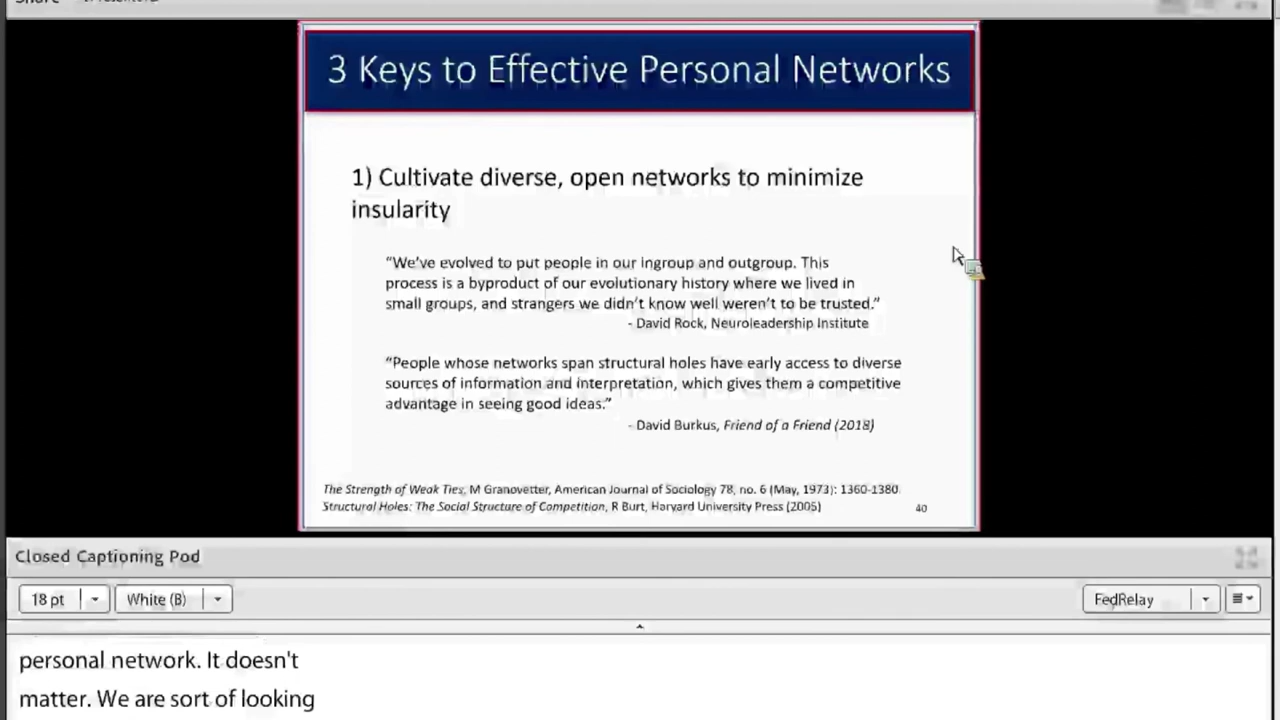 Share
3 Keys to Effective Personal Networks
1) Cultivate diverse, open networks to minimize
insularity
“We’ve evolved to put people in our ingroup and outgroup. This
process is a byproduct of our evolutionary history where we lived in
small groups, and strangers we didn’t know well weren’t to be trusted.”
- David Rock, Neuroleadership Institute
“People whose networks span structural holes have early access to diverse
sources of information and interpretation, which gives them a competitive
advantage in seeing good ideas.”
- David Burkus, Friend of a Friend (2018)
The Strength of Weak Ties, M Granovetter, American Journal of Sociology 78, no. 6 (May, 1973): 1360-1380.
Structural Holes: The Social Structure of Competition, R Burt, Harvard University Press (2005)
40
Closed Captioning Pod
18 pt
White (B)
FedRelay
personal network. It doesn't
matter. We are sort of looking